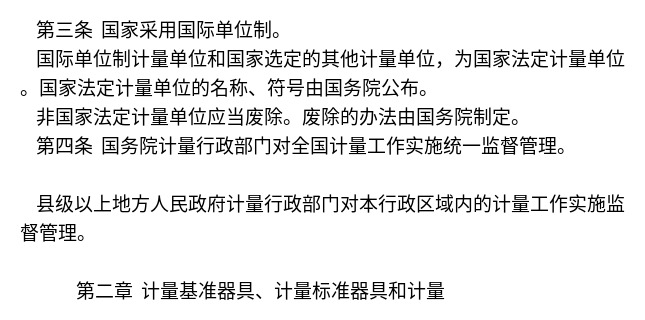 第三条 国家采用国际单位制。
国际单位制计量单位和国家选定的其他计量单位，为国家法定计量单位
。国家法定计量单位的名称、符号由国务院公布。
非国家法定计量单位应当废除。废除的办法由国务院制定。
第四条 国务院计量行政部门对全国计量工作实施统一监督管理。
县级以上地方人民政府计量行政部门对本行政区域内的计量工作实施监
督管理。
第二章 计量基准器具、计量标准器具和计量